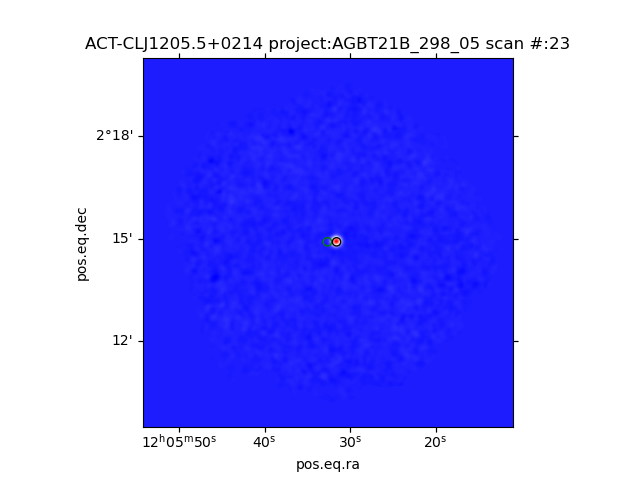 ACT-CLJ1205.5+0214 project:AGBT21B_298_05 scan #:23
2°18'
15'
12'
pos.eq.dec
12ʰ05ᵐ50ˢ 40ˢ 30ˢ 20ˢ
pos.eq.ra